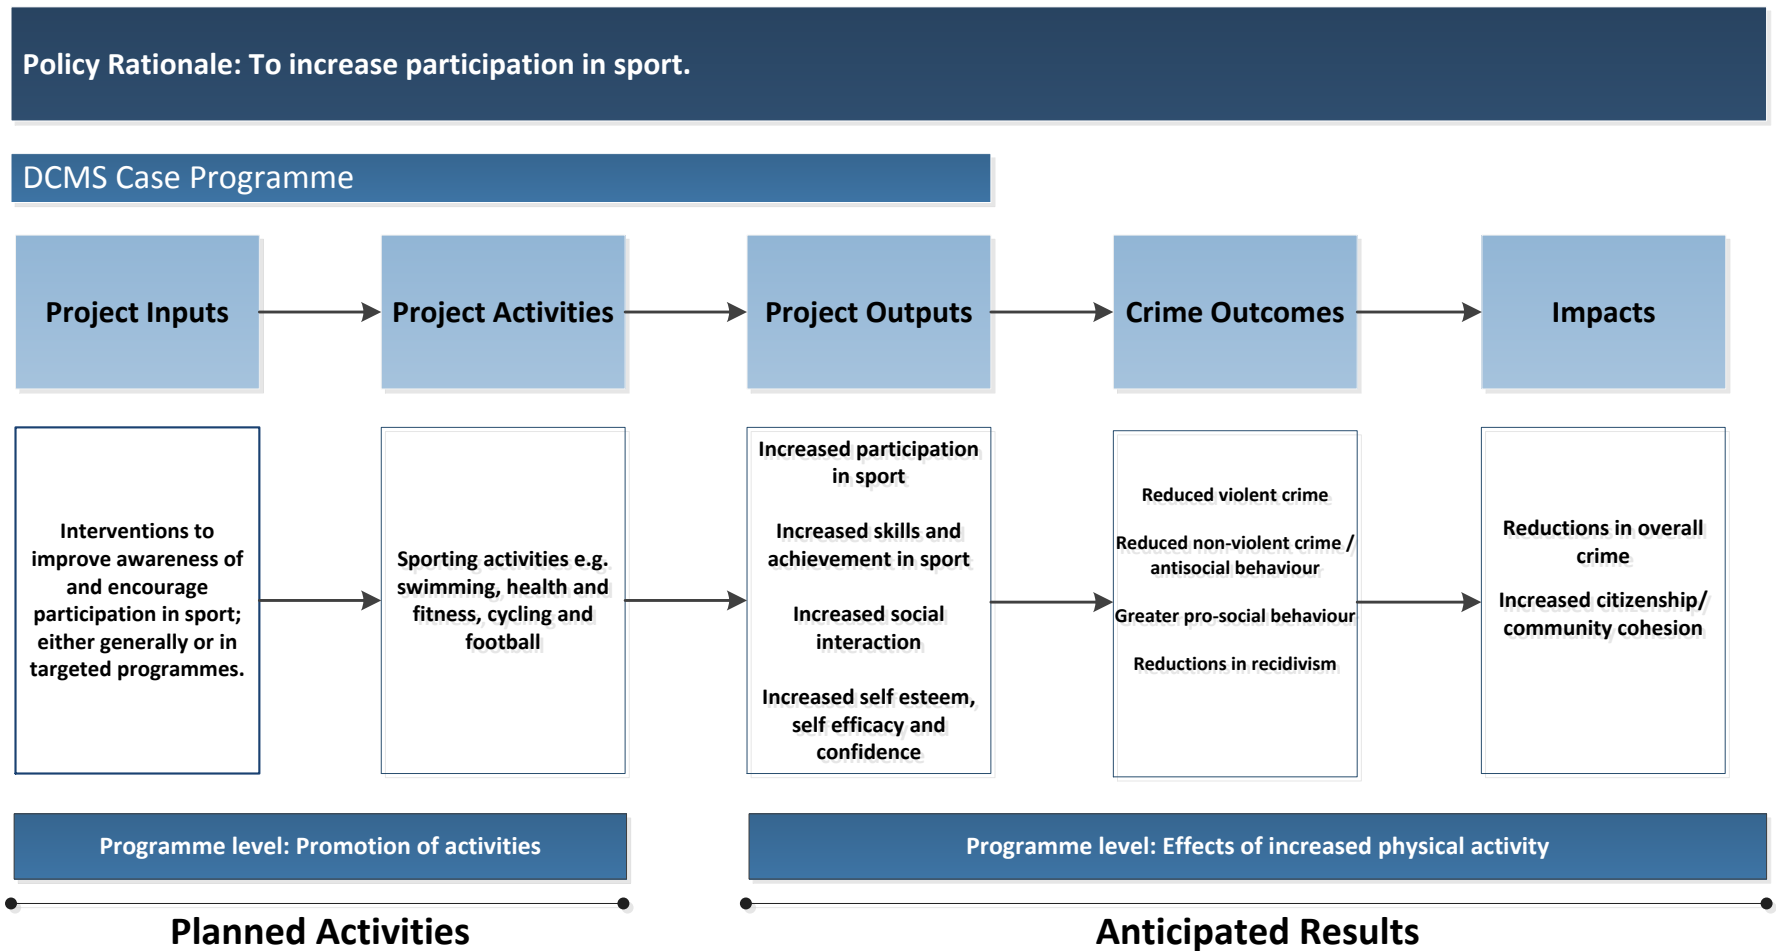 Policy Rationale: To increase participation in sport.
DCMS Case Programme
Project Inputs
Project Activities
Project Outputs
Crime Outcomes
Impacts
Interventions to
improve awareness of
and encourage
participation in sport;
either generally or in
targeted programmes.
Sporting activities e.g.
swimming, health and
fitness, cycling and
football
Increased participation
in sport
Increased skills and
achievement in sport
Increased social
interaction
Increased self esteem,
self efficacy and
confidence
Reduced violent crime
Reduced non-violent crime /
antisocial behaviour
Greater pro-social behaviour
Reductions in recidivism
Reductions in overall
crime
Increased citizenship/
community cohesion
Programme level: Promotion of activities
Programme level: Effects of increased physical activity
Planned Activities
Anticipated Results